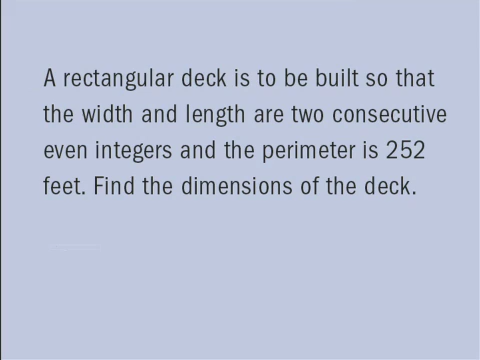 A rectangular deck is to be built so that
the width and length are two consecutive
even integers and the perimeter is 252
feet. Find the dimensions of the deck.